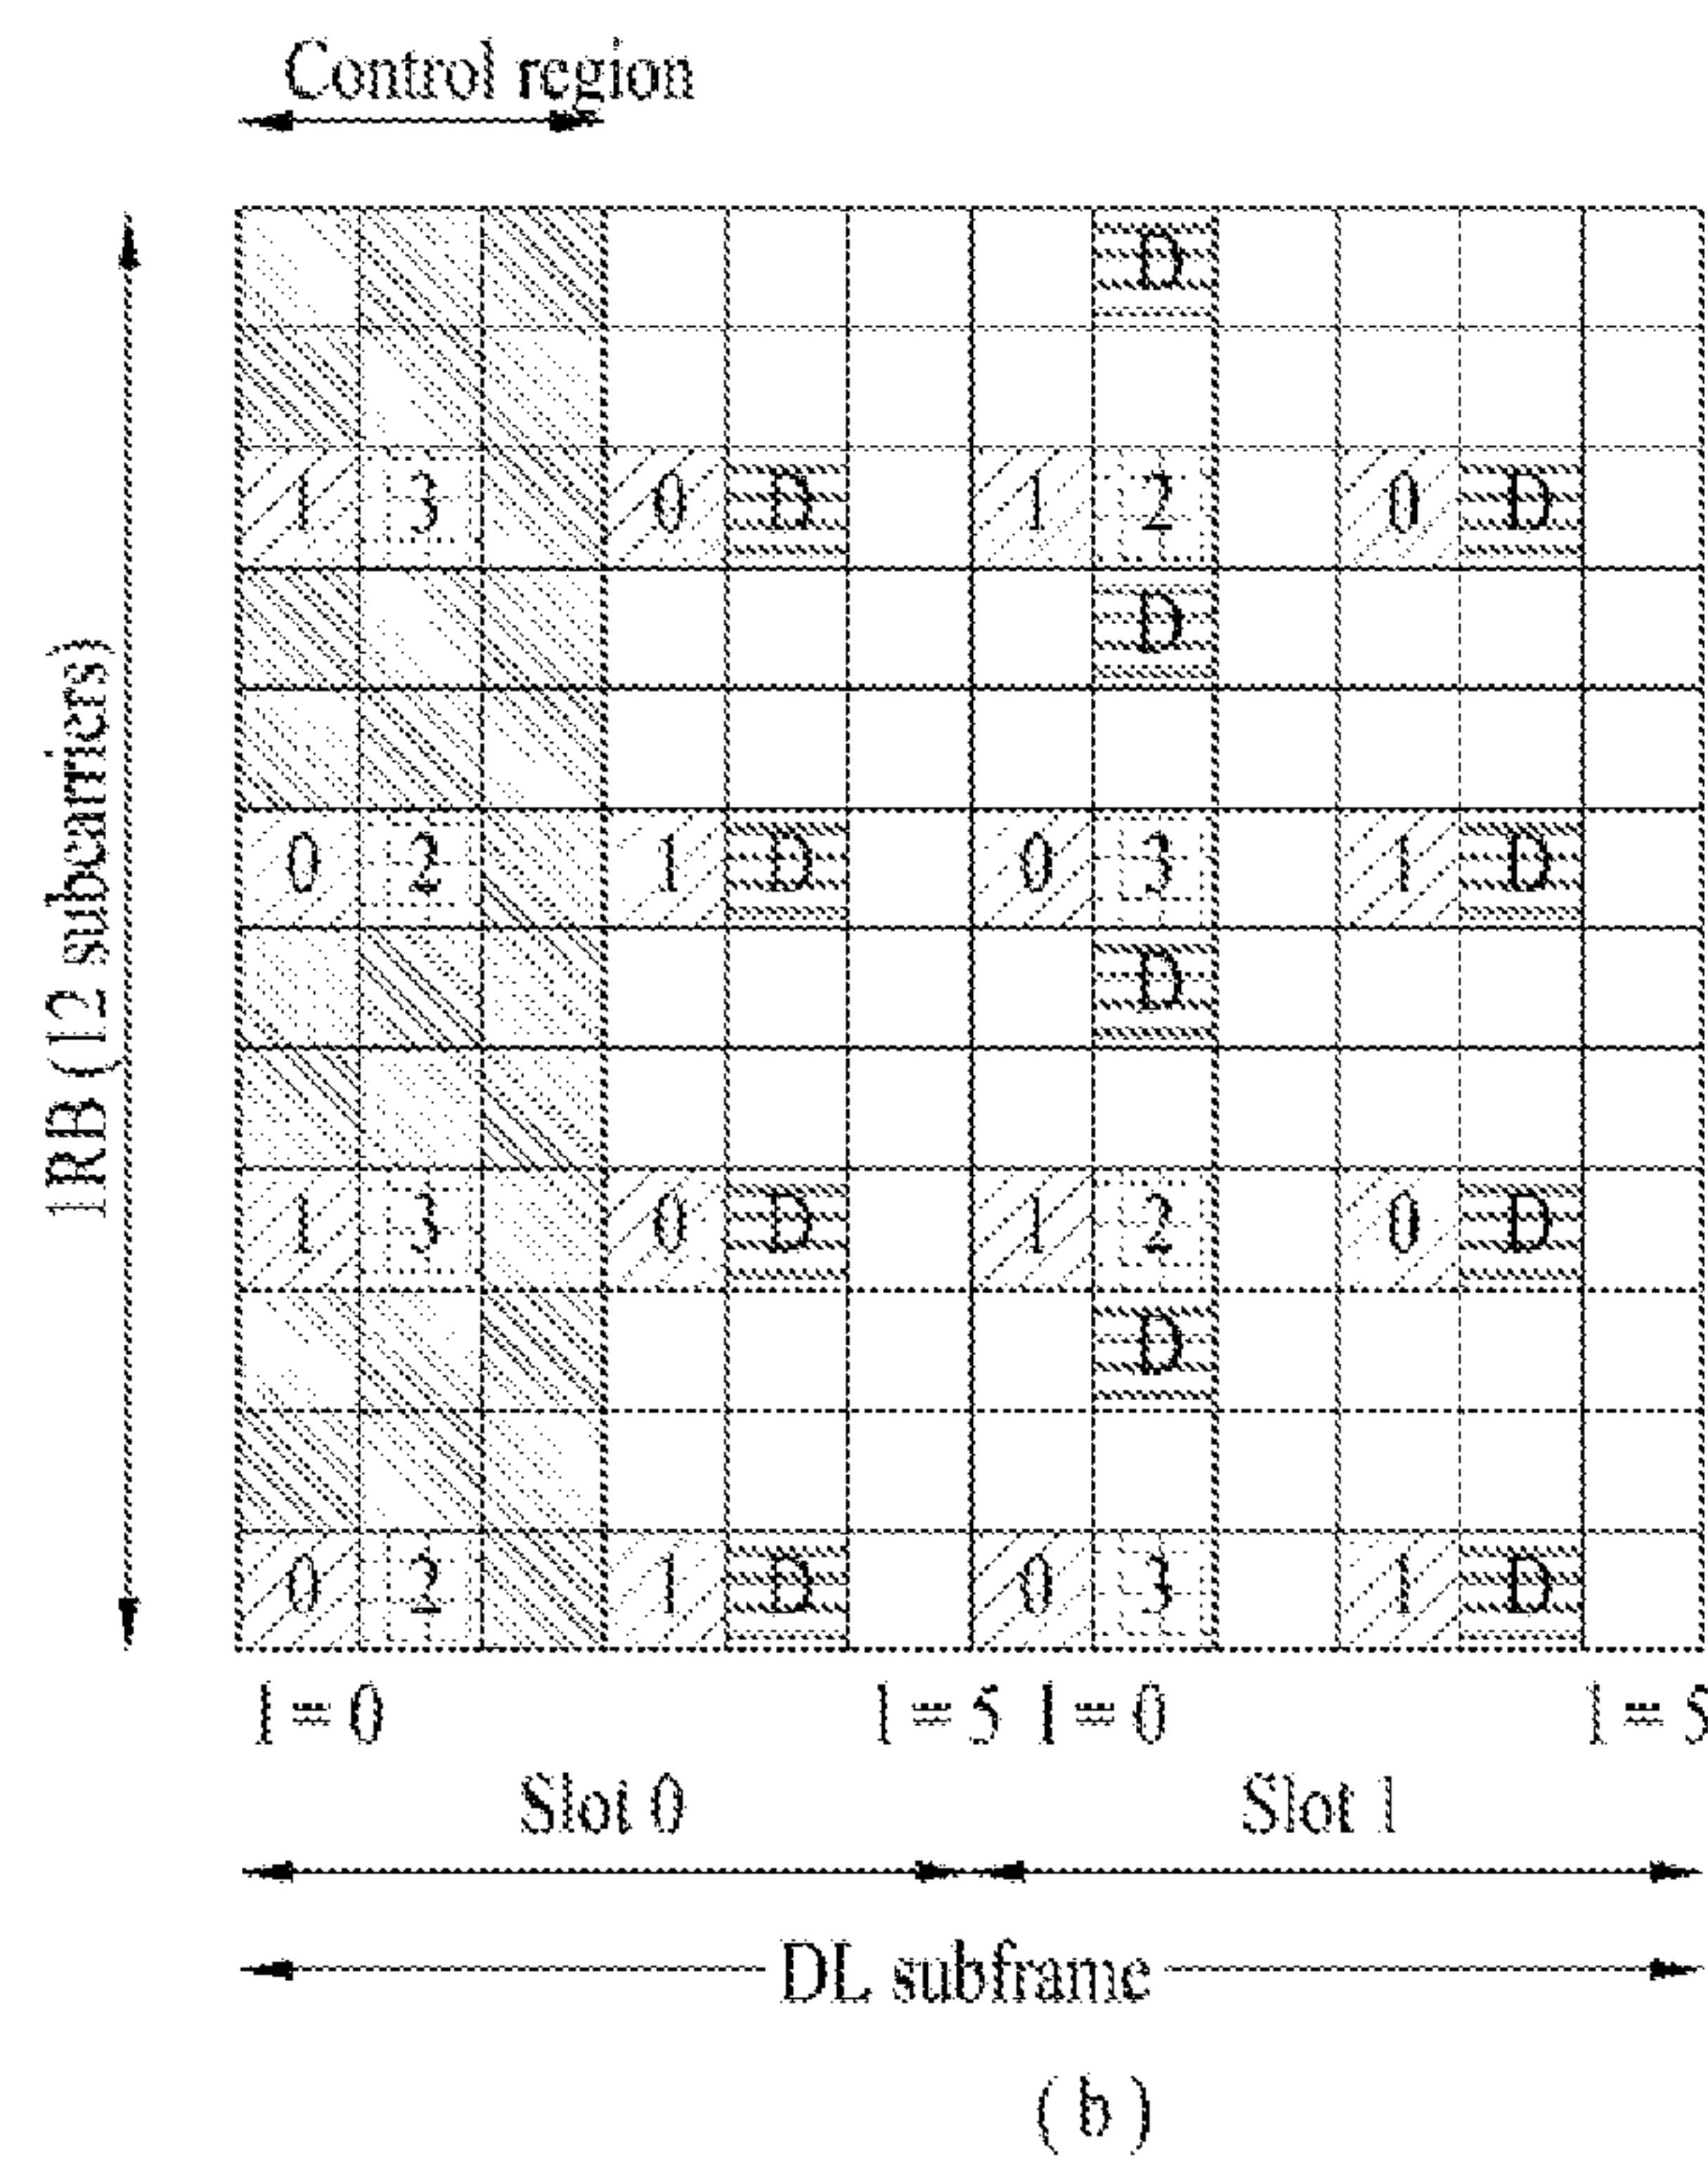 Control region
1RB (12 subcarriers)
D
1 3 0 D 1 2 0 D
D
0 2 1 D 0 3 1 D
D
1 3 0 D 1 2 0 D
D
0 2 1 D 0 3 1 D
l = 0 l = 5 l = 0 l = 5
Slot 0 Slot 1
DL subframe
( b )